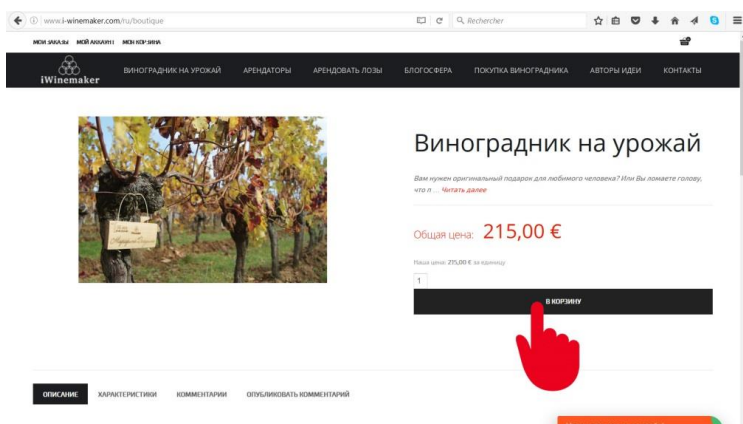 www.i-winemaker.com/ru/boutique
Rechercher
МОИ ЗАКАЗЫ МОЙ АККАУНТ МОЯ КОРЗИНА
iWinemaker
ВИНОГРАДНИК НА УРОЖАЙ АРЕНДАТОРЫ АРЕНДОВАТЬ ЛОЗЫ БЛОГОСФЕРА ПОКУПКА ВИНОГРАДНИКА АВТОРЫ ИДЕИ КОНТАКТЫ
Виноградник на урожай
Вам нужен оригинальный подарок для любимого человека? Или Вы ломаете голову,
что п ... Читать далее
Общая цена: 215,00 €
Наша цена: 215,00 € за единицу
1
В КОРЗИНУ
ОПИСАНИЕ ХАРАКТЕРИСТИКИ КОММЕНТАРИИ ОПУБЛИКОВАТЬ КОММЕНТАРИЙ